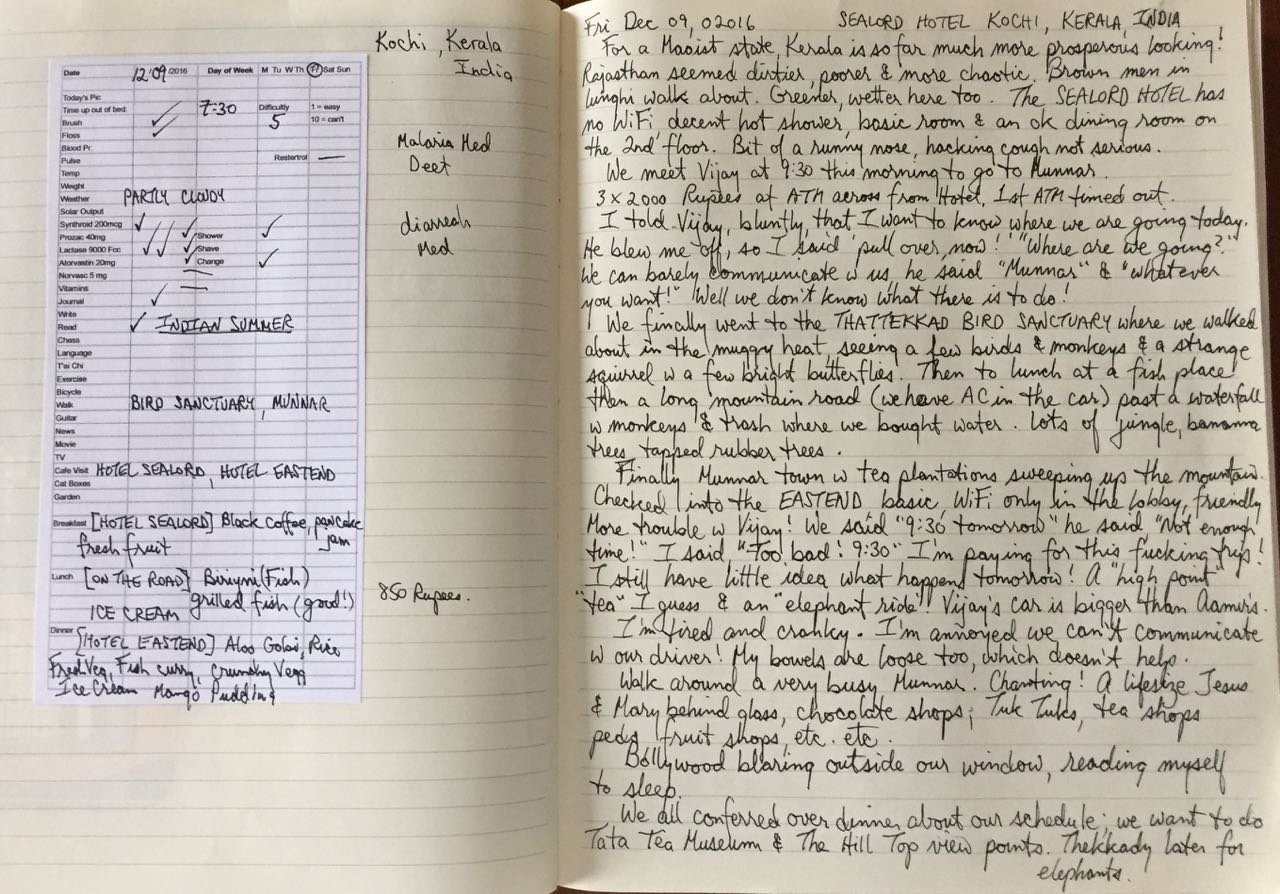 Kochi, Kerala
India
Date 12/09/2016 Day of Week M Tu W Th Fr Sat Sun
Today's Pic
Time up out of bed: 7:30 Difficulty 1 = easy
Brush 5 10 = can't
Floss
Blood Pr.
Pulse Restertrol —
Temp
Weight
Weather PARTLY CLOUDY
Solar Output
Synthroid 200mcg ✓
Prozac 40mg ✓ ✓ ✓ Shower ✓
Lactase 9000 Fcc ✓ Shave
Atorvastin 20mg ✓ Change ✓
Norvasc 5 mg —
Vitamins —
Journal ✓
Write
Read ✓ INDIAN SUMMER
Chess
Language
T'ai Chi
Exercise
Bicycle
Walk BIRD SANCTUARY, MUNNAR
Guitar
News
Movie
TV
Cafe Visit HOTEL SEALORD, HOTEL EASTEND
Cat Boxes
Garden
Breakfast [HOTEL SEALORD] Black coffee, pancake
fresh fruit jam
Lunch [ON THE ROAD] Biriyni (Fish)
ICE CREAM grilled fish (good!)
Dinner [HOTEL EASTEND] Aloo Gobi, Rice
Fried Veg, Fish curry, crunchy Vegg
Ice Cream Mango Pudding
Malaria Med
Deet
diarreah
Med
850 Rupees.
Fri Dec 09, 02016 SEALORD HOTEL KOCHI, KERALA, INDIA
For a Maoist state, Kerala is so far much more prosperous looking!
Rajasthan seemed dirtier, poorer & more chaotic. Brown men in
lunghi walk about. Greener, wetter here too. The SEALORD HOTEL has
no WiFi, decent hot shower, basic room & an ok dining room on
the 2nd floor. Bit of a runny nose, hacking cough not serious.
We meet Vijay at 9:30 this morning to go to Munnar.
3 x 2000 Rupees at ATM across from Hotel, 1st ATM timed out.
I told Vijay, bluntly, that I want to know where we are going today.
He blew me off, so I said 'pull over, now!' "Where are we going?"
We can barely communicate w us, he said "Munnar" & "whatever
you want!" Well we don't know what there is to do!
We finally went to the THATTEKKAD BIRD SANCTUARY where we walked
about in the muggy heat, seeing a few birds & monkeys & a strange
squirrel w a few bright butterflies. Then to lunch at a fish place
then a long mountain road (we have AC in the car) past a waterfall
w monkeys & trash where we bought water. Lots of jungle, bananna
trees, tapped rubber trees.
Finally Munnar town w tea plantations sweeping up the mountain.
Checked into the EASTEND basic, WiFi only in the lobby, friendly
More trouble w Vijay! We said "9:30 tomorrow" he said "Not enough
time!" I said "Too bad! 9:30" I'm paying for this fucking trip!
I still have little idea what happens tomorrow! A "high point"
"tea" I guess & an "elephant ride"! Vijay's car is bigger than Aamir's.
I'm tired and cranky. I'm annoyed we can't communicate
w our driver! My bowels are loose too, which doesn't help.
Walk around a very busy Munnar. Chanting! A lifesize Jesus
& Mary behind glass, chocolate shops, Tuk Tuks, tea shops
peds, fruit shops, etc. etc.
Bollywood blaring outside our window, reading myself
to sleep.
We all conferred over dinner about our schedule; we want to do
Tata Tea Museum & The Hill Top view points. Thekkady later for
elephants.